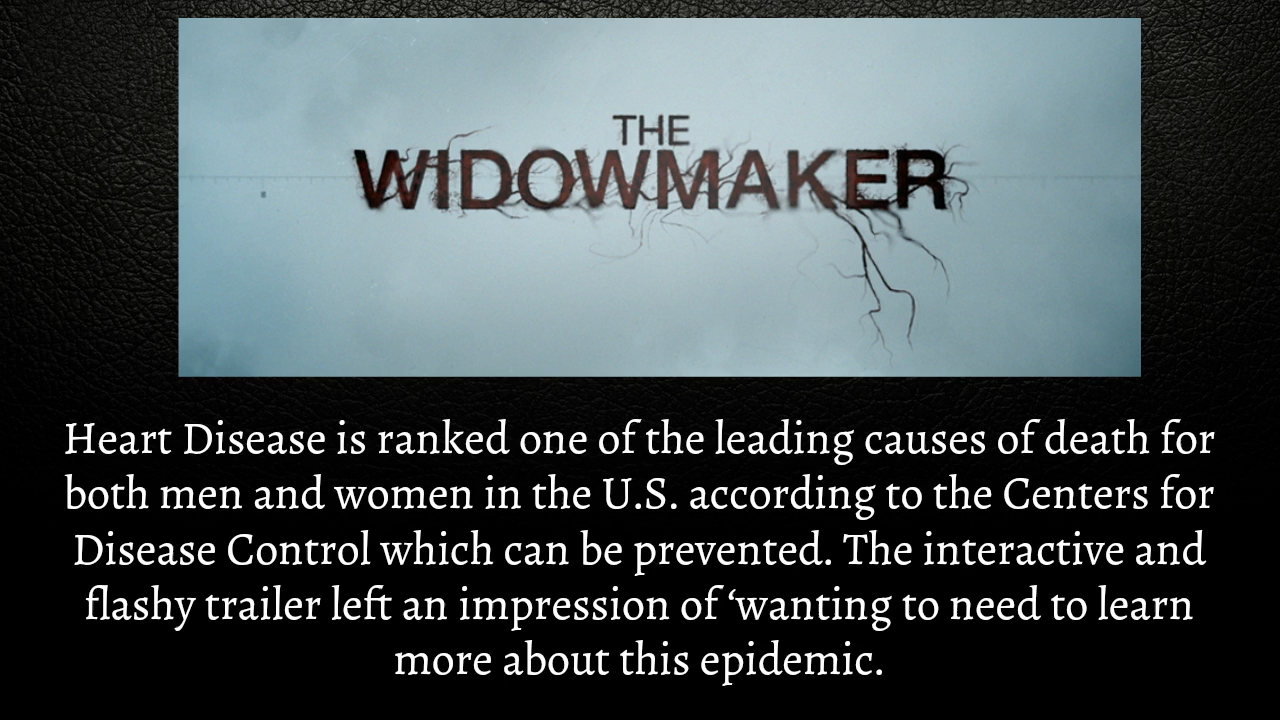 THE
WIDOWMAKER
Heart Disease is ranked one of the leading causes of death for
both men and women in the U.S. according to the Centers for
Disease Control which can be prevented. The interactive and
flashy trailer left an impression of ‘wanting to need to learn
more about this epidemic.